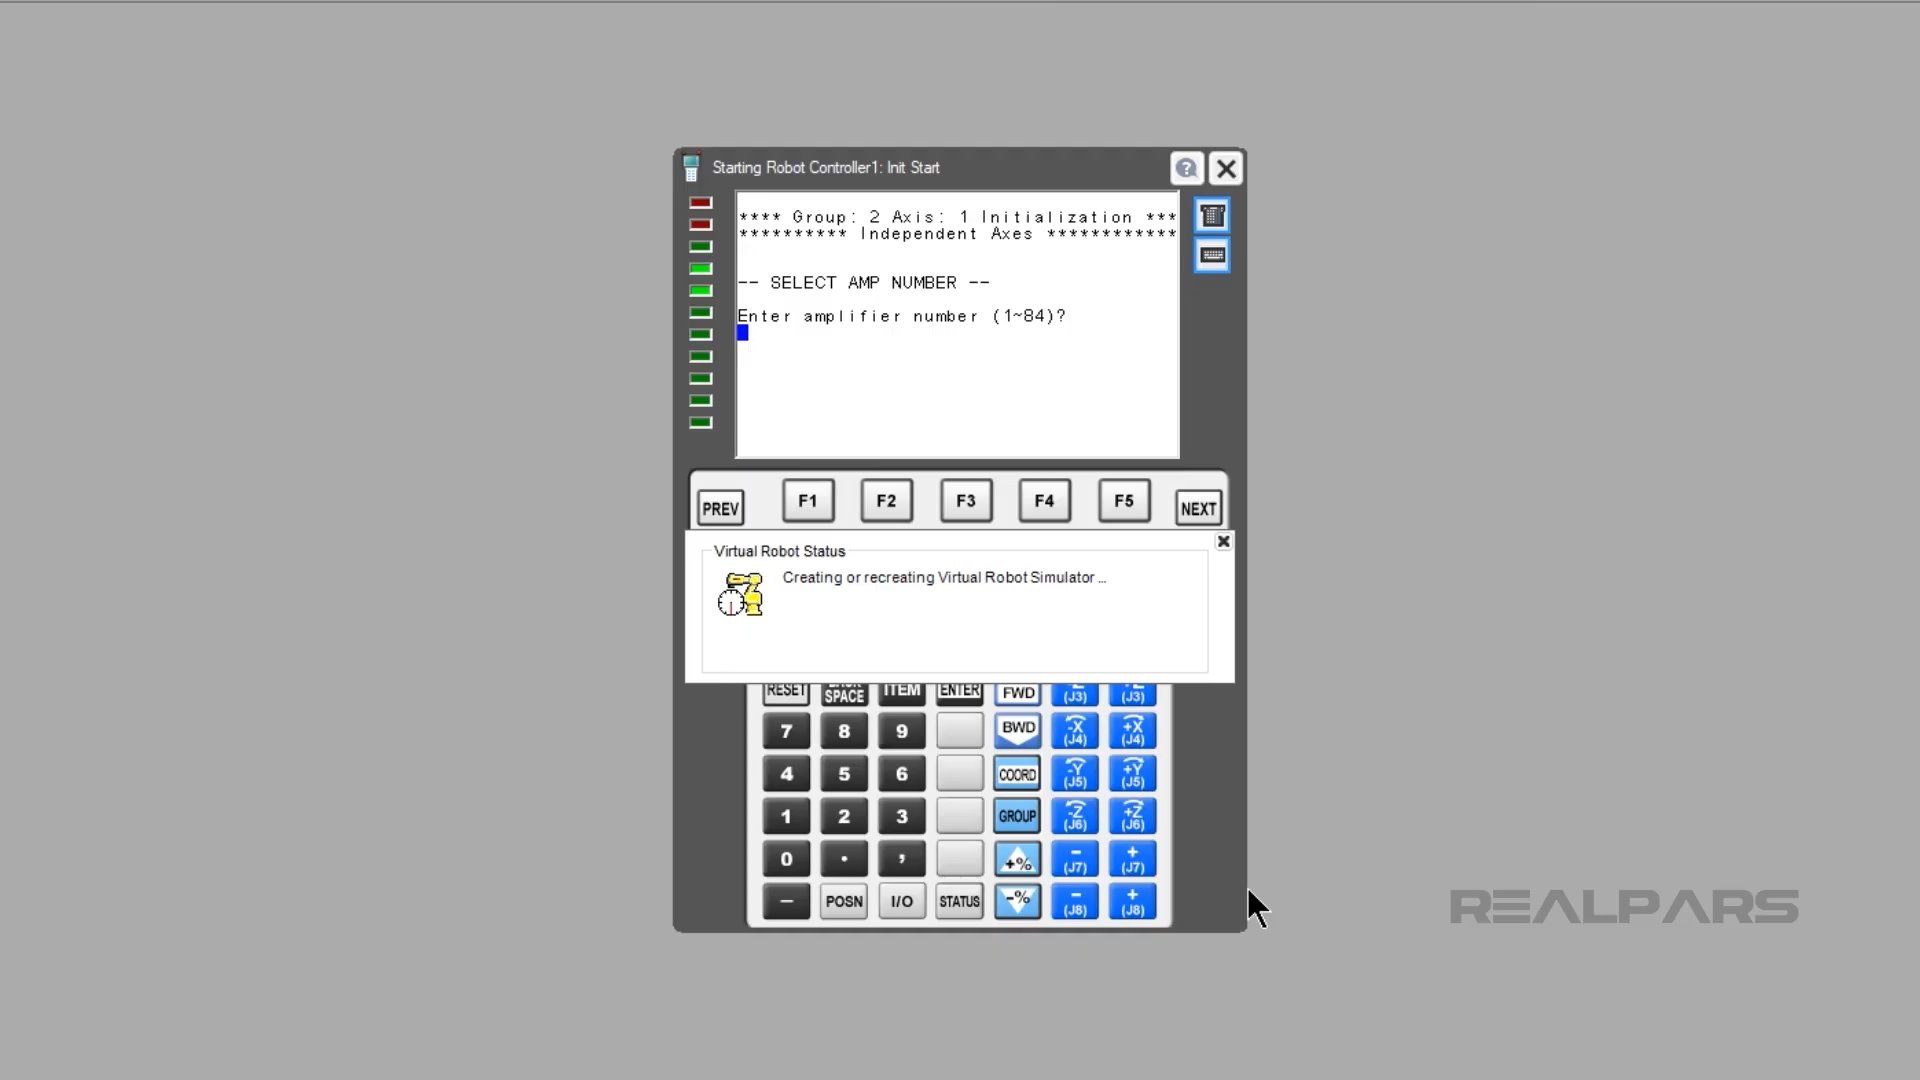 Starting Robot Controller1: Init Start
**** Group: 2 Axis: 1 Initialization ***
********** Independent Axes ************
-- SELECT AMP NUMBER --
Enter amplifier number (1~84)?
PREV F1 F2 F3 F4 F5 NEXT
Virtual Robot Status
Creating or recreating Virtual Robot Simulator ...
RESET BACK SPACE ITEM ENTER FWD (J3) (J3)
7 8 9 BWD -X (J4) +X (J4)
4 5 6 COORD -Y (J5) +Y (J5)
1 2 3 GROUP -Z (J6) +Z (J6)
0 . , +% - (J7) + (J7)
- POSN I/O STATUS -% - (J8) + (J8)
REALPARS